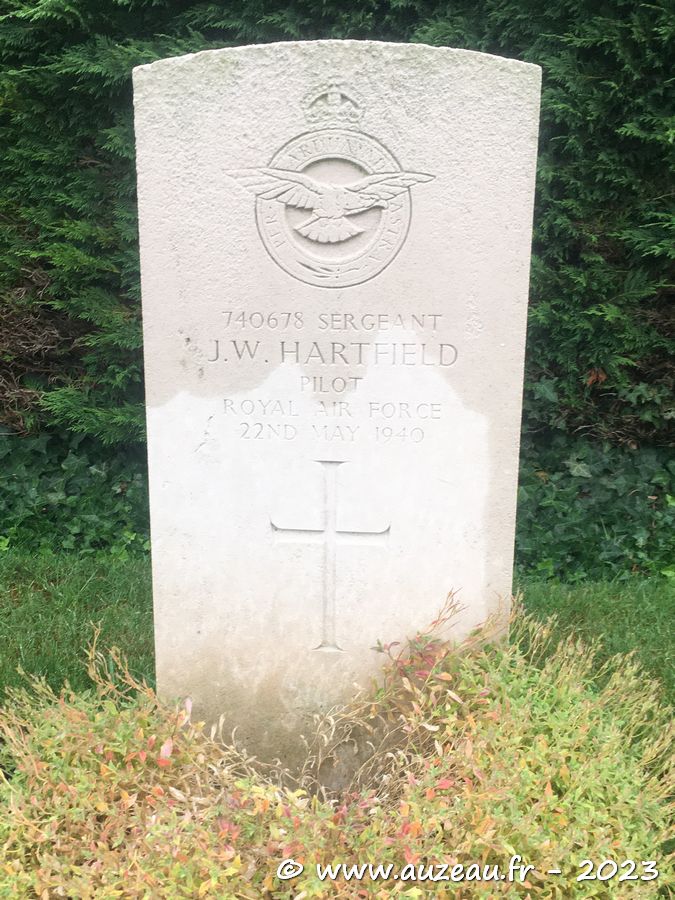 PER ARDUA AD ASTRA
740678 SERGEANT
J.W. HARTFIELD
PILOT
ROYAL AIR FORCE
22ND MAY 1940
© www.auzeau.fr - 2023